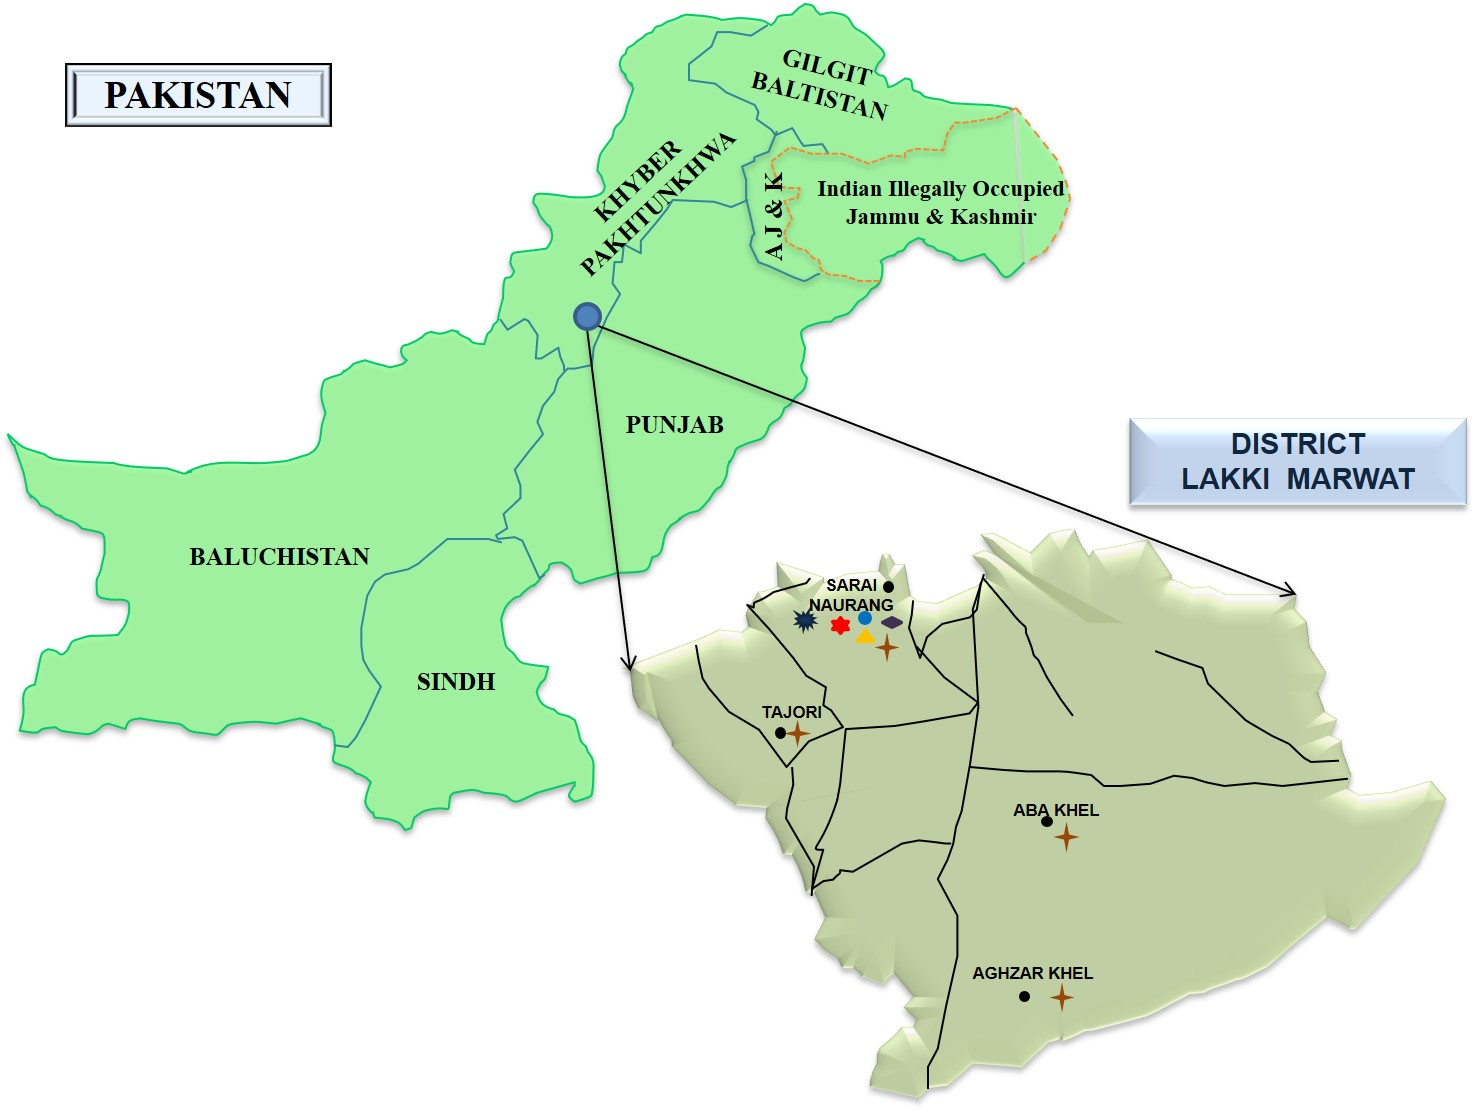 PAKISTAN
GILGIT
BALTISTAN
KHYBER
PAKHTUNKHWA
A J & K
Indian Illegally Occupied
Jammu & Kashmir
PUNJAB
DISTRICT
LAKKI MARWAT
BALUCHISTAN
SINDH
SARAI
NAURANG
TAJORI
ABA KHEL
AGHZAR KHEL